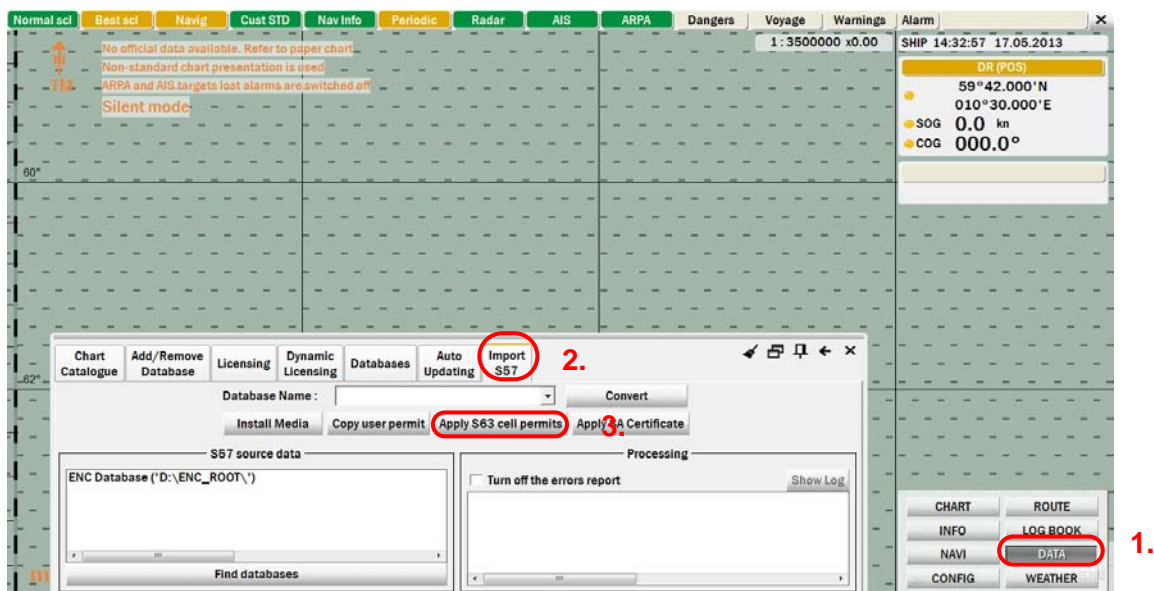 Normal scl Best scl Navig Cust STD Nav Info Periodic Radar AIS ARPA Dangers Voyage Warnings Alarm
1:3500000 x0.00
SHIP 14:32:57 17.05.2013
No official data available. Refer to paper chart
Non-standard chart presentation is used
ARPA and AIS targets lost alarms are switched off
Silent mode
N
TM
DR (POS)
59°42.000'N
010°30.000'E
SOG 0.0 kn
COG 000.0°
60°
62°
Chart Catalogue
Add/Remove Database
Licensing
Dynamic Licensing
Databases
Auto Updating
Import S57
2.
Database Name :
Convert
Install Media Copy user permit Apply S63 cell permits Apply SA Certificate
3.
S57 source data
Processing
ENC Database ('D:\ENC_ROOT\')
Turn off the errors report
Show Log
Find databases
CHART ROUTE
INFO LOG BOOK
NAVI DATA
CONFIG WEATHER
1.